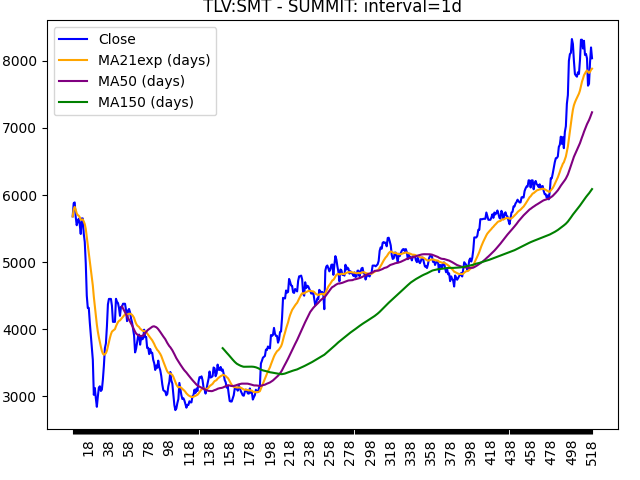 TLV:SMT - SUMMIT: interval=1d
Close
MA21exp (days)
MA50 (days)
MA150 (days)
8000
7000
6000
5000
4000
3000
18 38 58 78 98 118 138 158 178 198 218 238 258 278 298 318 338 358 378 398 418 438 458 478 498 518